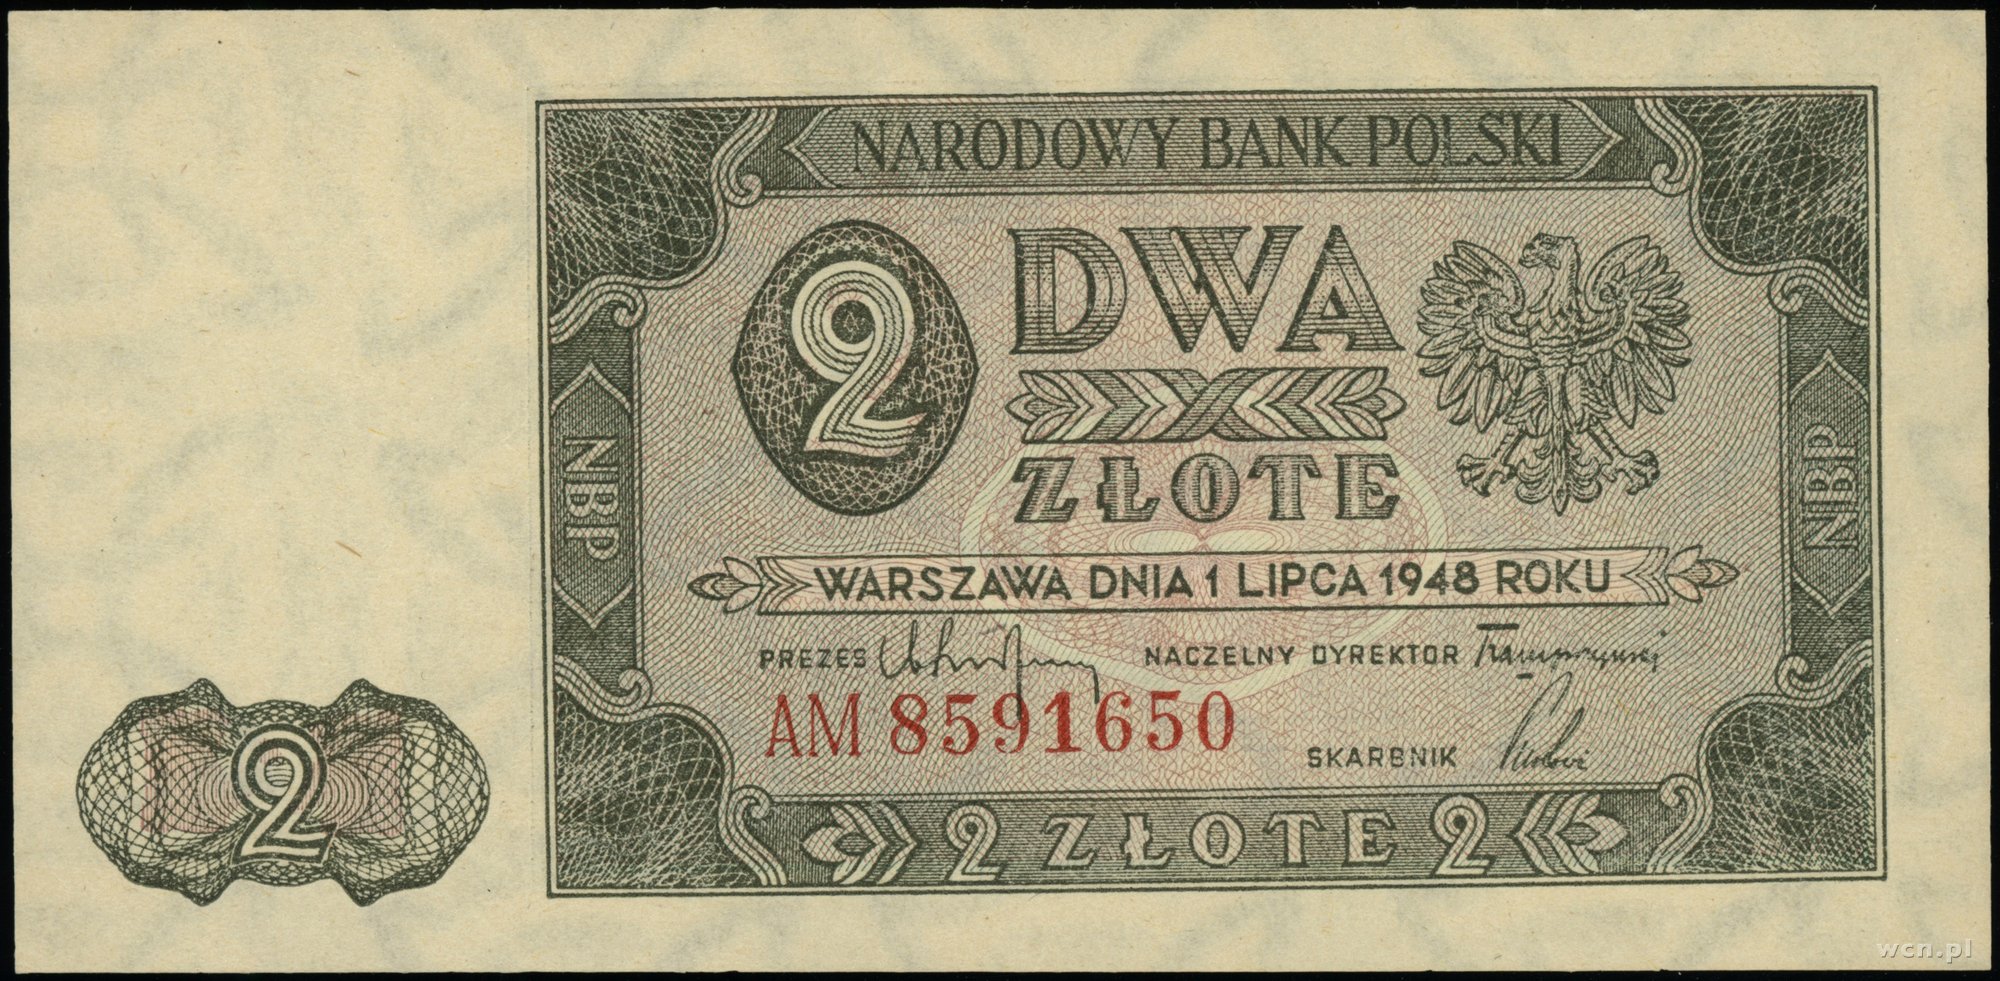 NARODOWY BANK POLSKI
2
DWA
ZŁOTE
NBP
NBP
WARSZAWA DNIA 1 LIPCA 1948 ROKU
PREZES
NACZELNY DYREKTOR
AM 8591650
SKARBNIK
2
2 ZŁOTE 2
wcn.pl